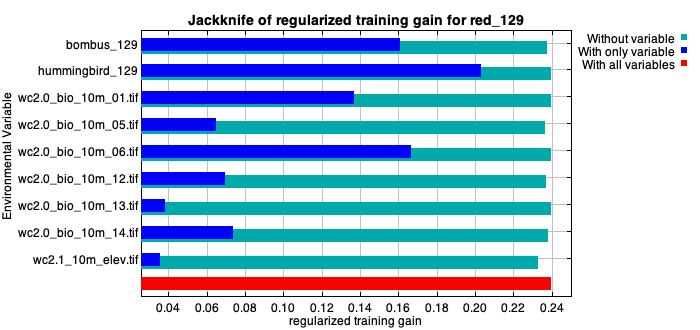 Jackknife of regularized training gain for red_129
Without variable
With only variable
With all variables
Environmental Variable
bombus_129
hummingbird_129
wc2.0_bio_10m_01.tif
wc2.0_bio_10m_05.tif
wc2.0_bio_10m_06.tif
wc2.0_bio_10m_12.tif
wc2.0_bio_10m_13.tif
wc2.0_bio_10m_14.tif
wc2.1_10m_elev.tif
0.04 0.06 0.08 0.10 0.12 0.14 0.16 0.18 0.20 0.22 0.24
regularized training gain